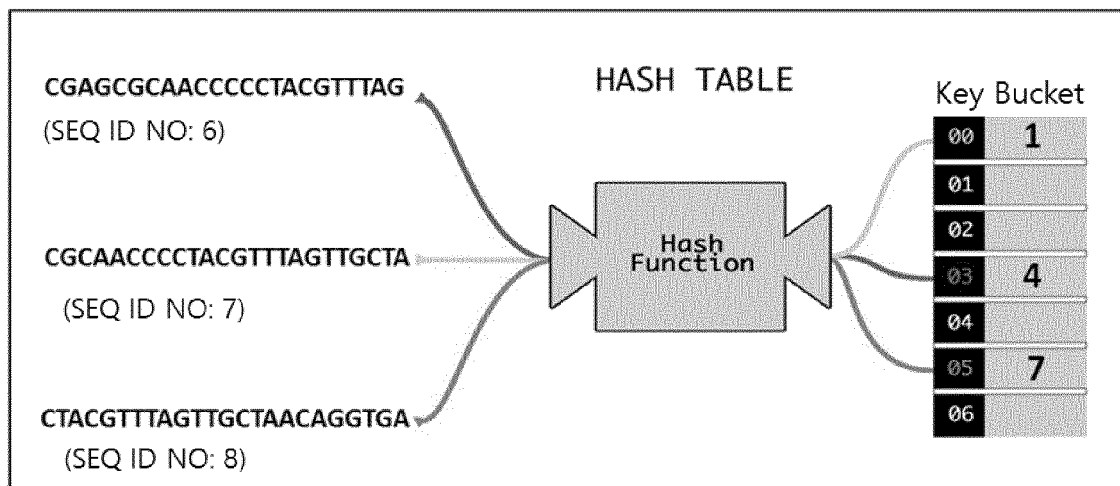 HASH TABLE
CGAGCGCAACCCCCTACGTTTAG
(SEQ ID NO: 6)
CGCAACCCCTACGTTTAGTTGCTA
(SEQ ID NO: 7)
CTACGTTTAGTTGCTAACAGGTGA
(SEQ ID NO: 8)
Hash
Function
Key Bucket
00 1
01
02
03 4
04
05 7
06